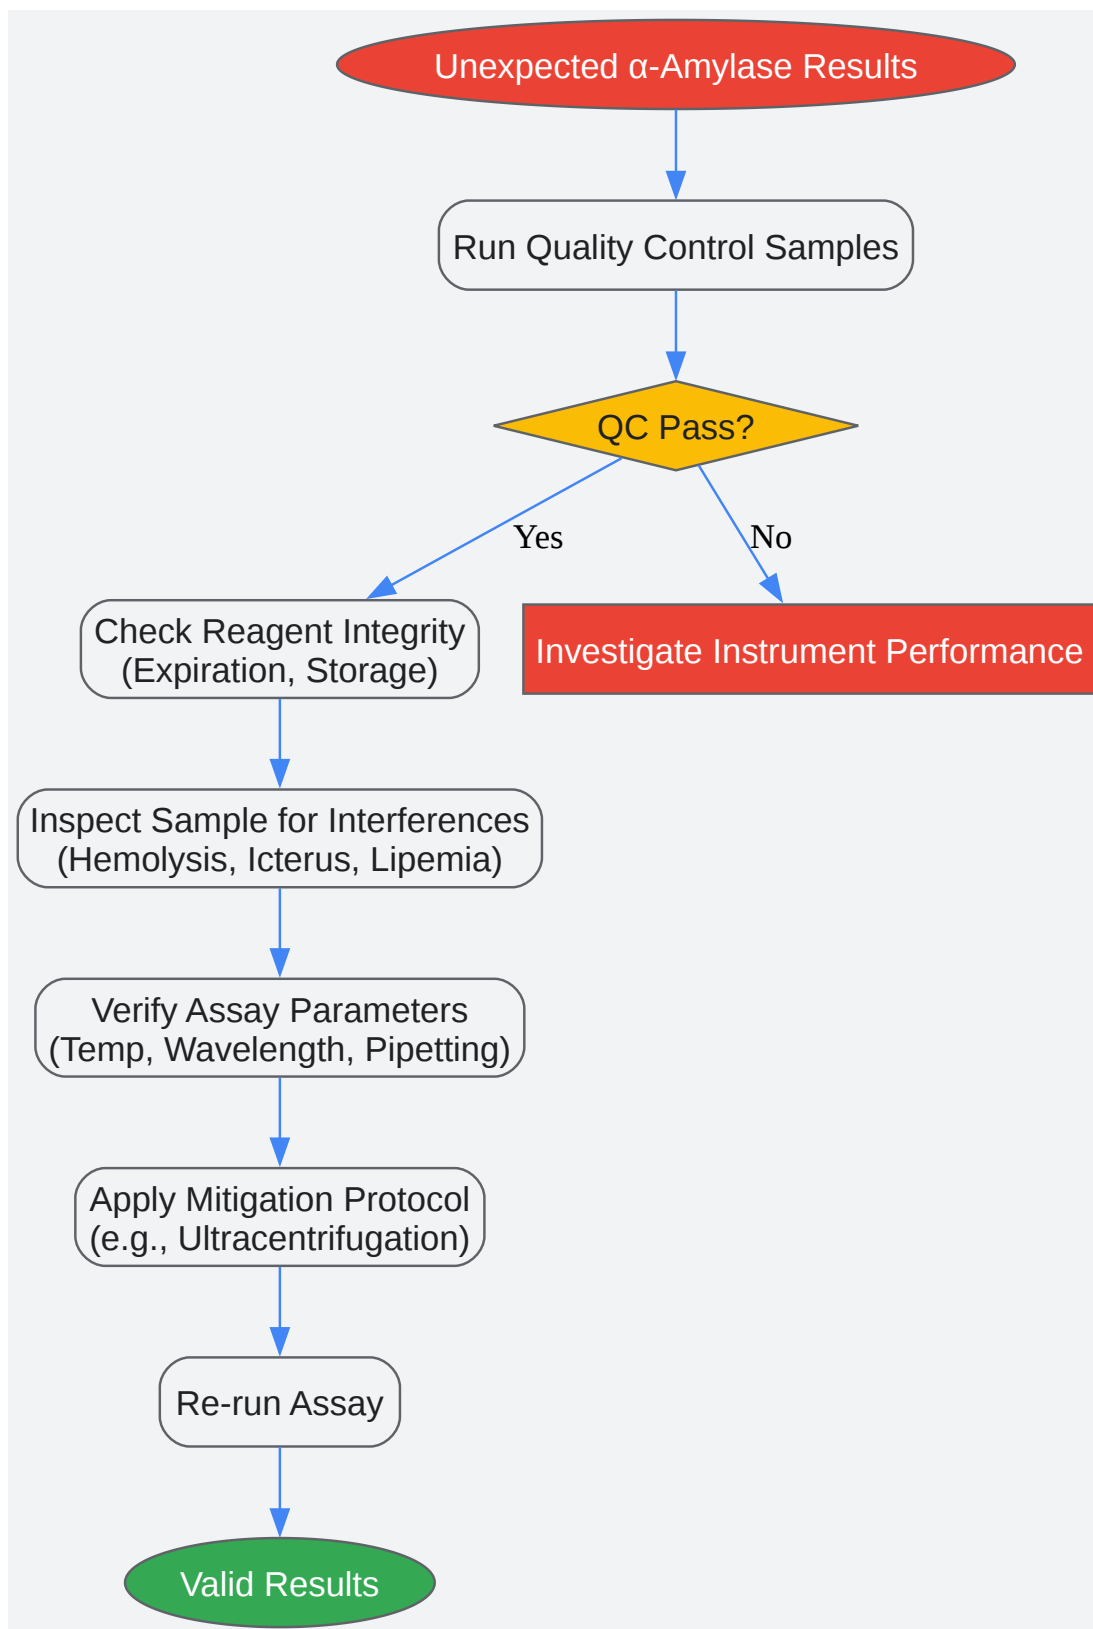 Unexpected α-Amylase Results
Run Quality Control Samples
QC Pass?
Yes
No
Check Reagent Integrity
(Expiration, Storage)
Investigate Instrument Performance
Inspect Sample for Interferences
(Hemolysis, Icterus, Lipemia)
Verify Assay Parameters
(Temp, Wavelength, Pipetting)
Apply Mitigation Protocol
(e.g., Ultracentrifugation)
Re-run Assay
Valid Results